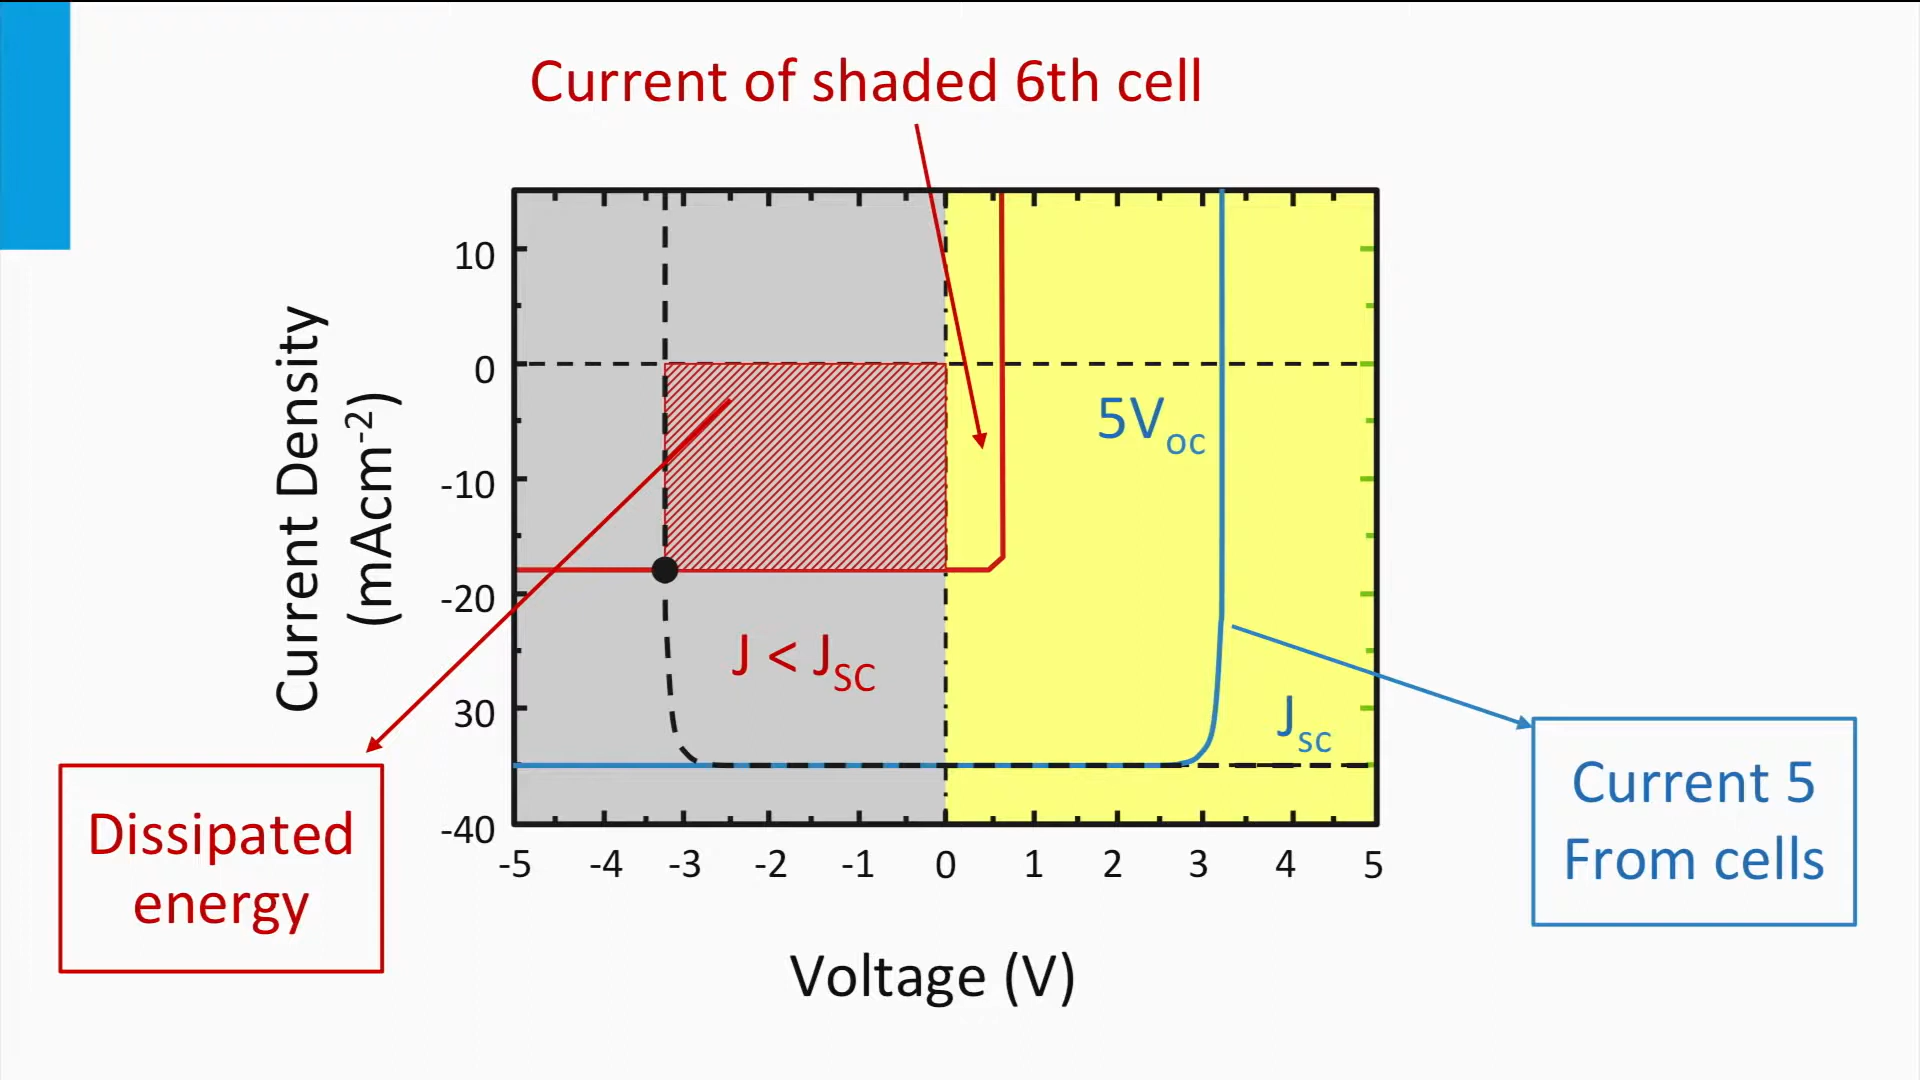 Current of shaded 6th cell
Current Density
(mAcm-2)
10
0
-10
-20
30
-40
5Voc
J < JSC
Jsc
-5 -4 -3 -2 -1 0 1 2 3 4 5
Voltage (V)
Dissipated
energy
Current 5
From cells